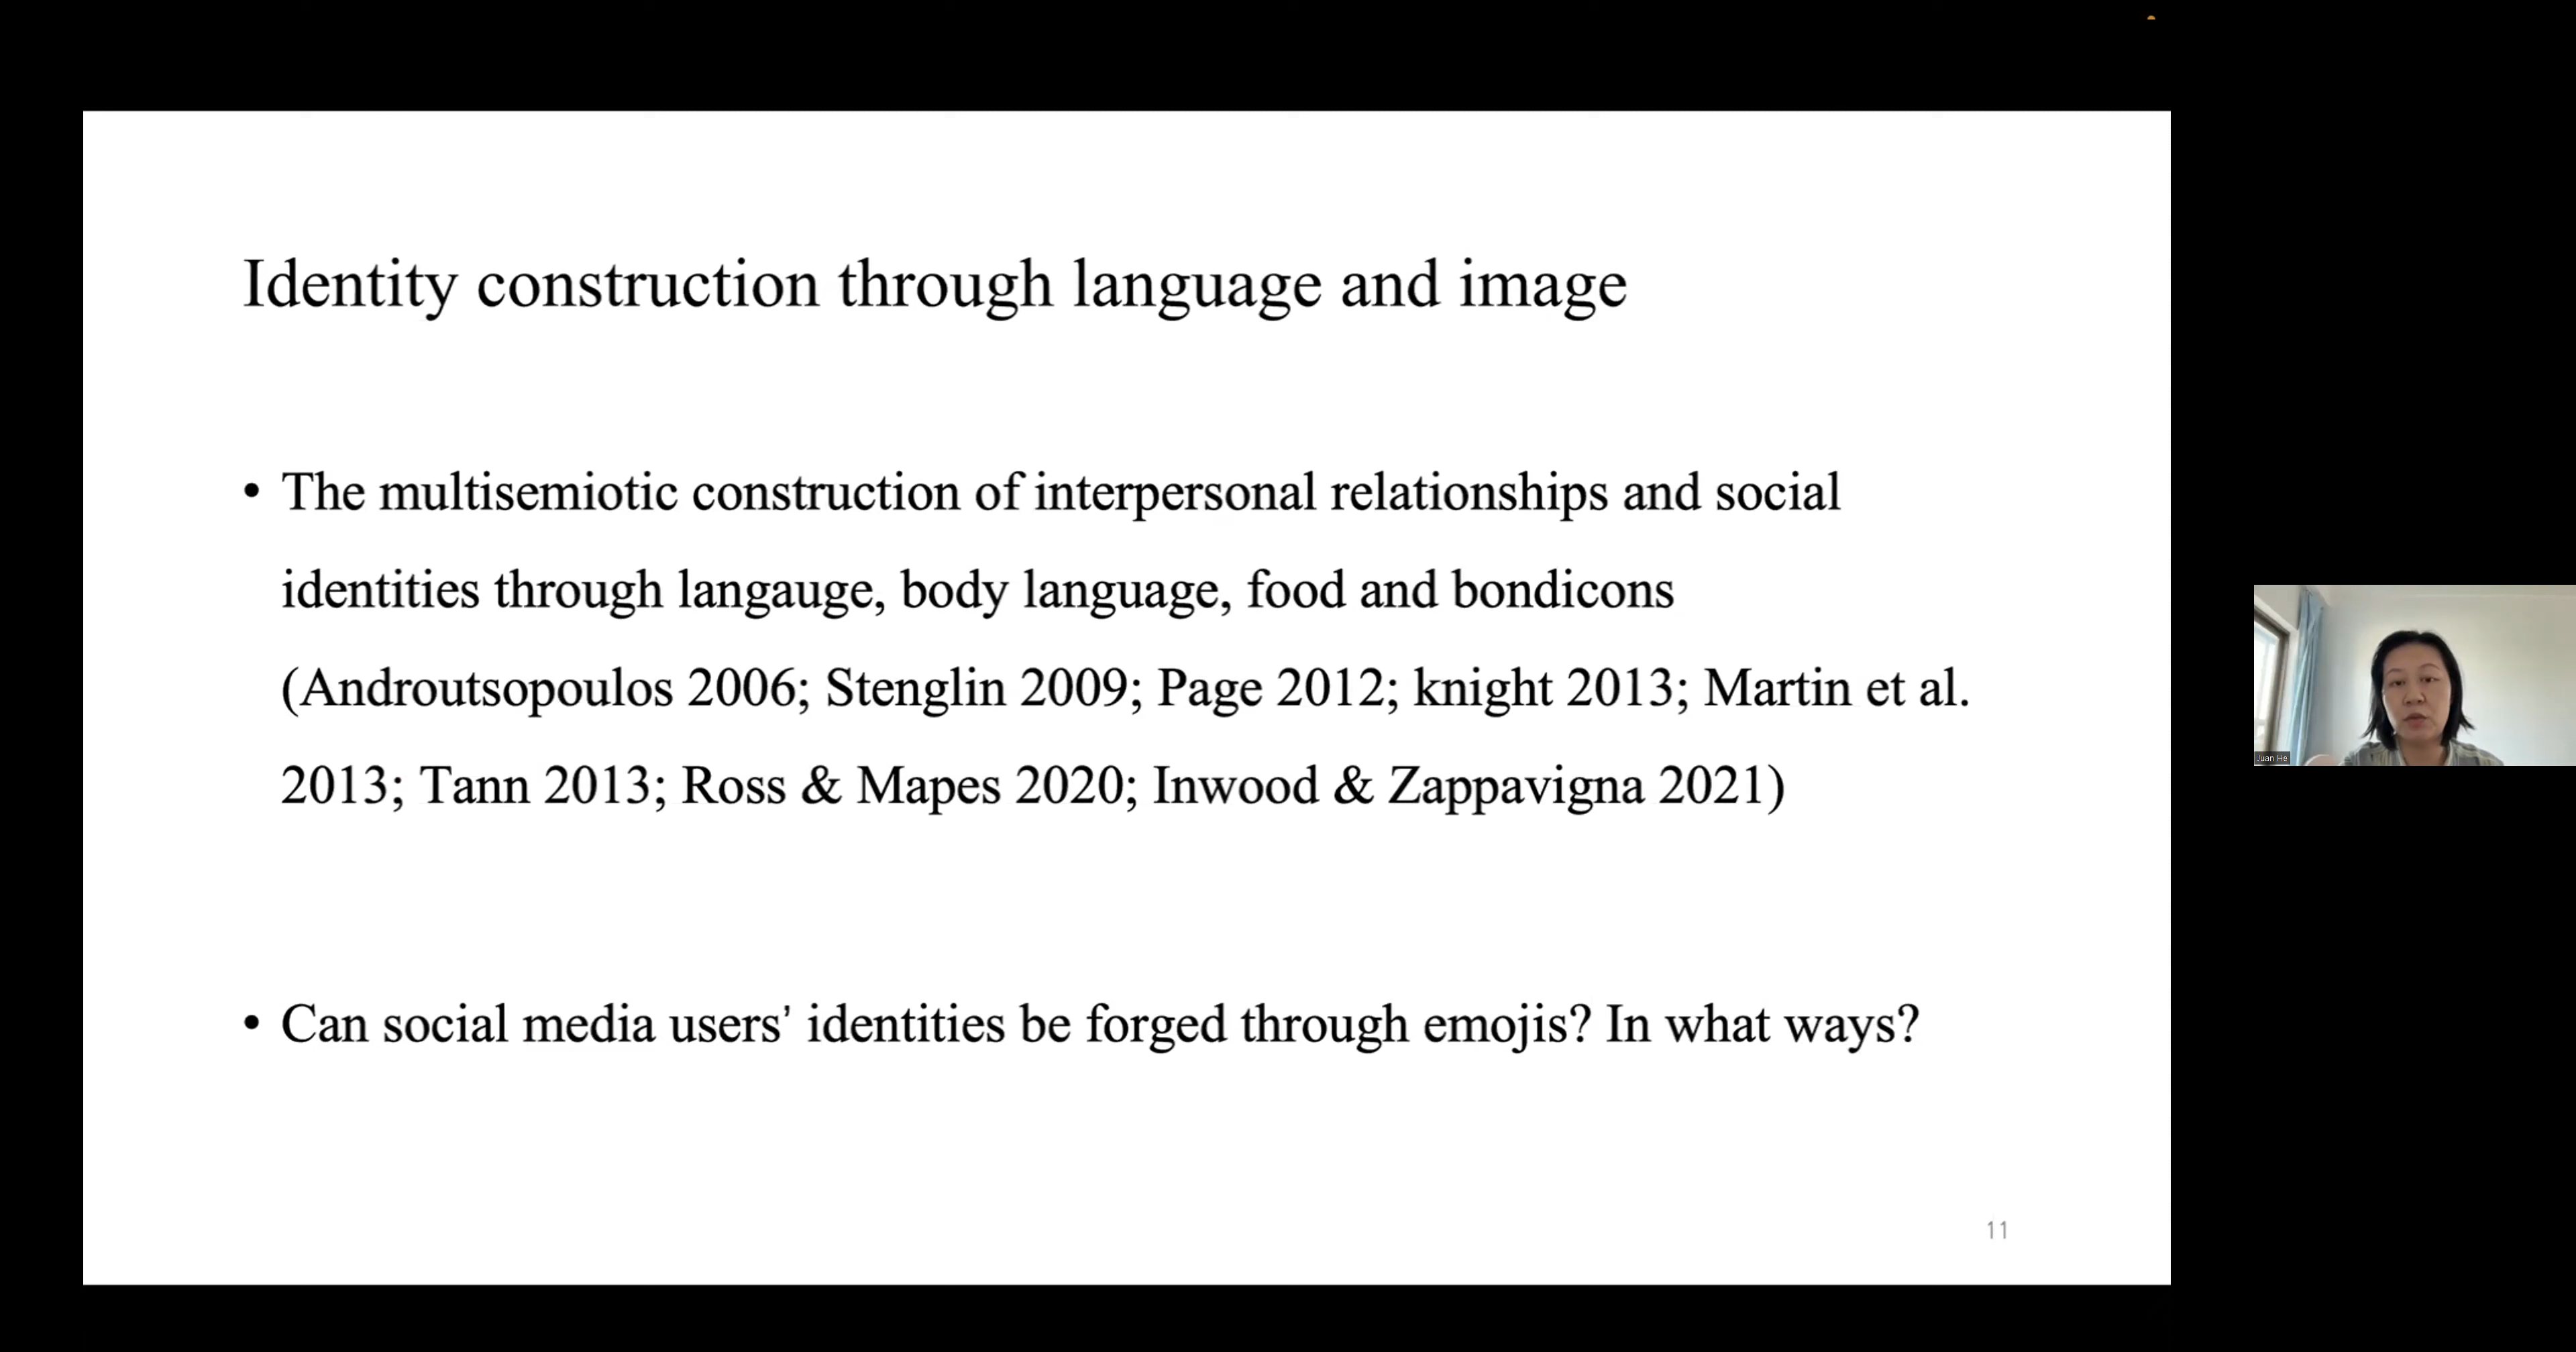 Identity construction through language and image
• The multisemiotic construction of interpersonal relationships and social
identities through langauge, body language, food and bondicons
(Androutsopoulos 2006; Stenglin 2009; Page 2012; knight 2013; Martin et al.
2013; Tann 2013; Ross & Mapes 2020; Inwood & Zappavigna 2021)
• Can social media users’ identities be forged through emojis? In what ways?
11
Juan He